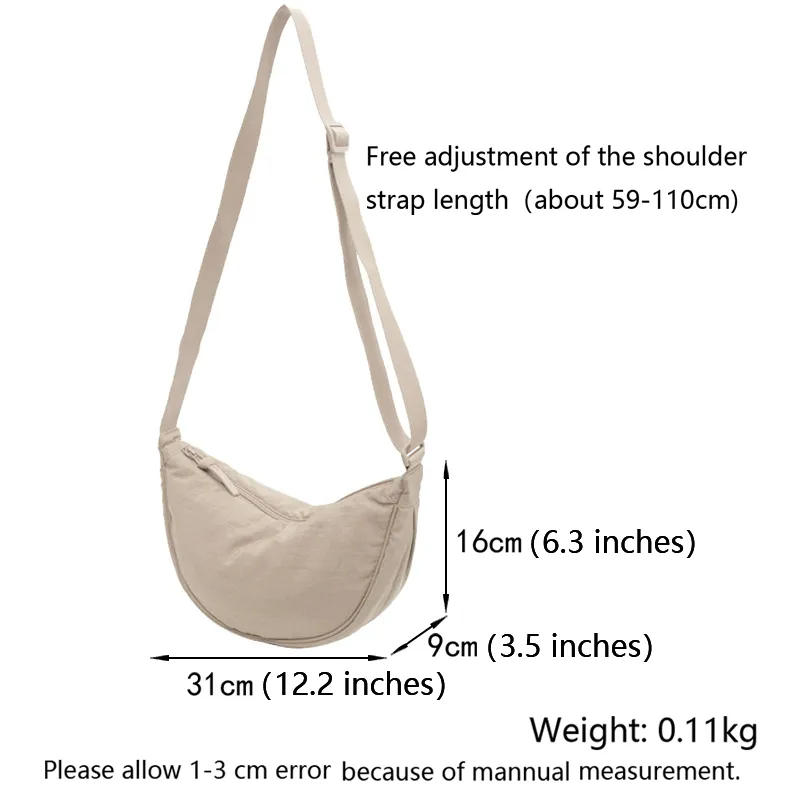 Free adjustment of the shoulder
strap length（about 59-110cm)
16cm (6.3 inches)
9cm (3.5 inches)
31cm (12.2 inches)
Weight: 0.11kg
Please allow 1-3 cm error because of mannual measurement.